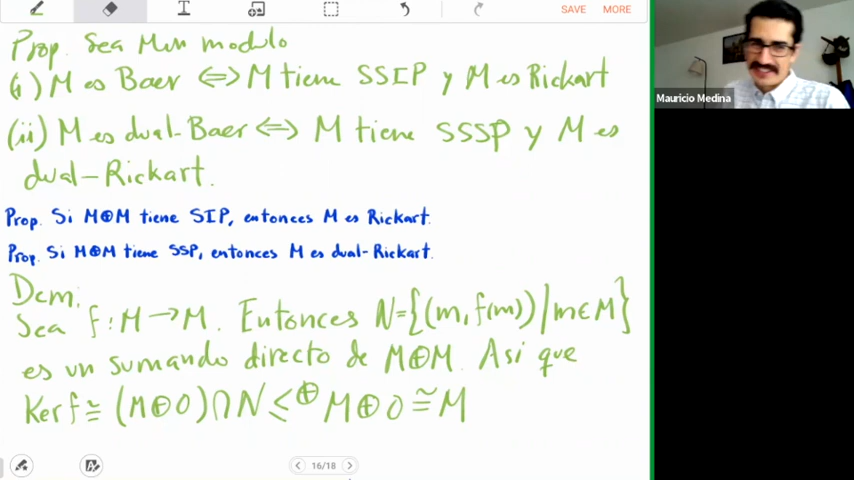 SAVE
MORE
Prop. Sea M un modulo
(i) M es Baer ⟺ M tiene SSIP y M es Rickart
(ii) M es dual-Baer ⟺ M tiene SSSP y M es
dual-Rickart.
Prop. Si M⊕M tiene SIP, entonces M es Rickart.
Prop. Si M⊕M tiene SSP, entonces M es dual-Rickart.
Dem:
Sea f: M → M. Entonces N={(m, f(m)) | m∈M}
es un sumando directo de M⊕M. Asi que
Ker f ≅ (M⊕0)∩N ≤^⊕ M⊕0 ≅ M
16/18
Mauricio Medina